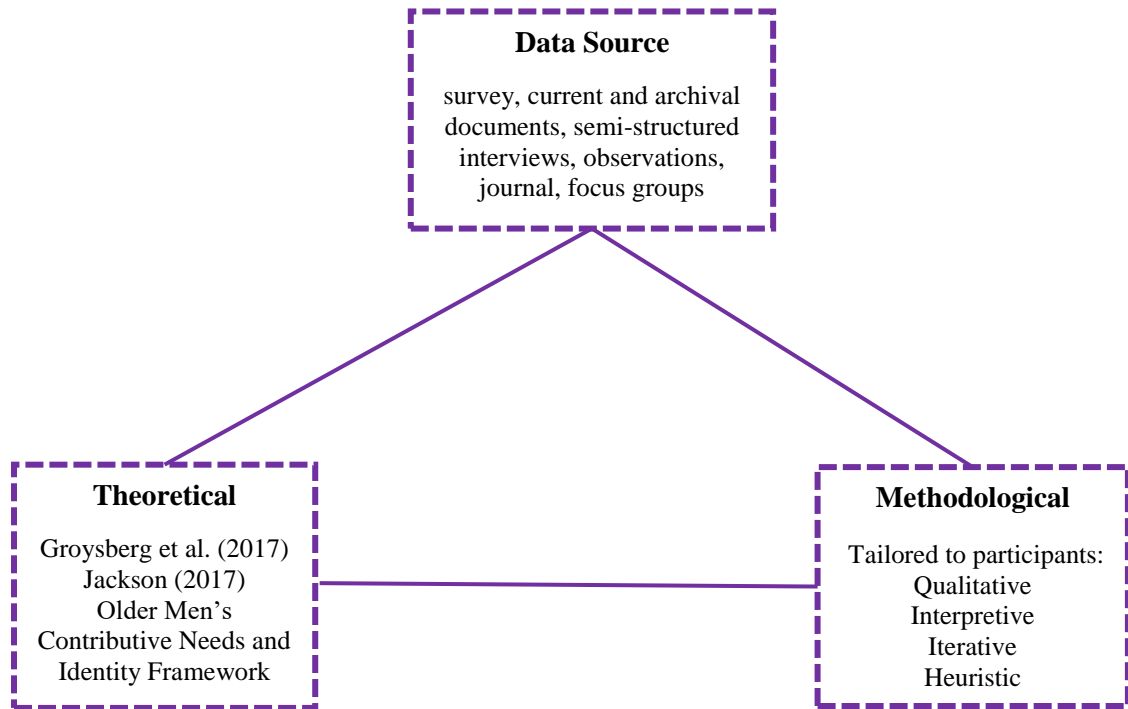 Data Source
survey, current and archival
documents, semi-structured
interviews, observations,
journal, focus groups
Theoretical
Groysberg et al. (2017)
Jackson (2017)
Older Men’s
Contributive Needs and
Identity Framework
Methodological
Tailored to participants:
Qualitative
Interpretive
Iterative
Heuristic